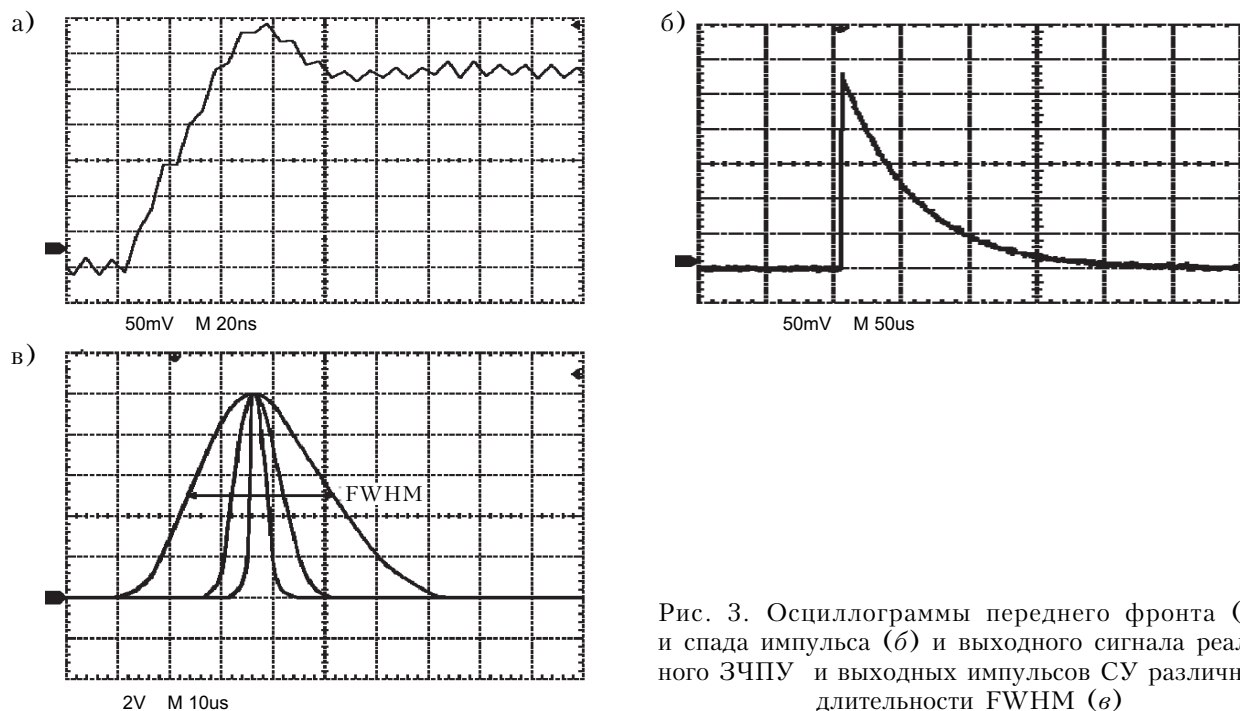 а)
50mV M 20ns
б)
50mV M 50us
в)
FWHM
2V M 10us
Рис. 3. Осциллограммы переднего фронта (
и спада импульса (б) и выходного сигнала реал
ного ЗЧПУ и выходных импульсов СУ различн
длительности FWHM (в)